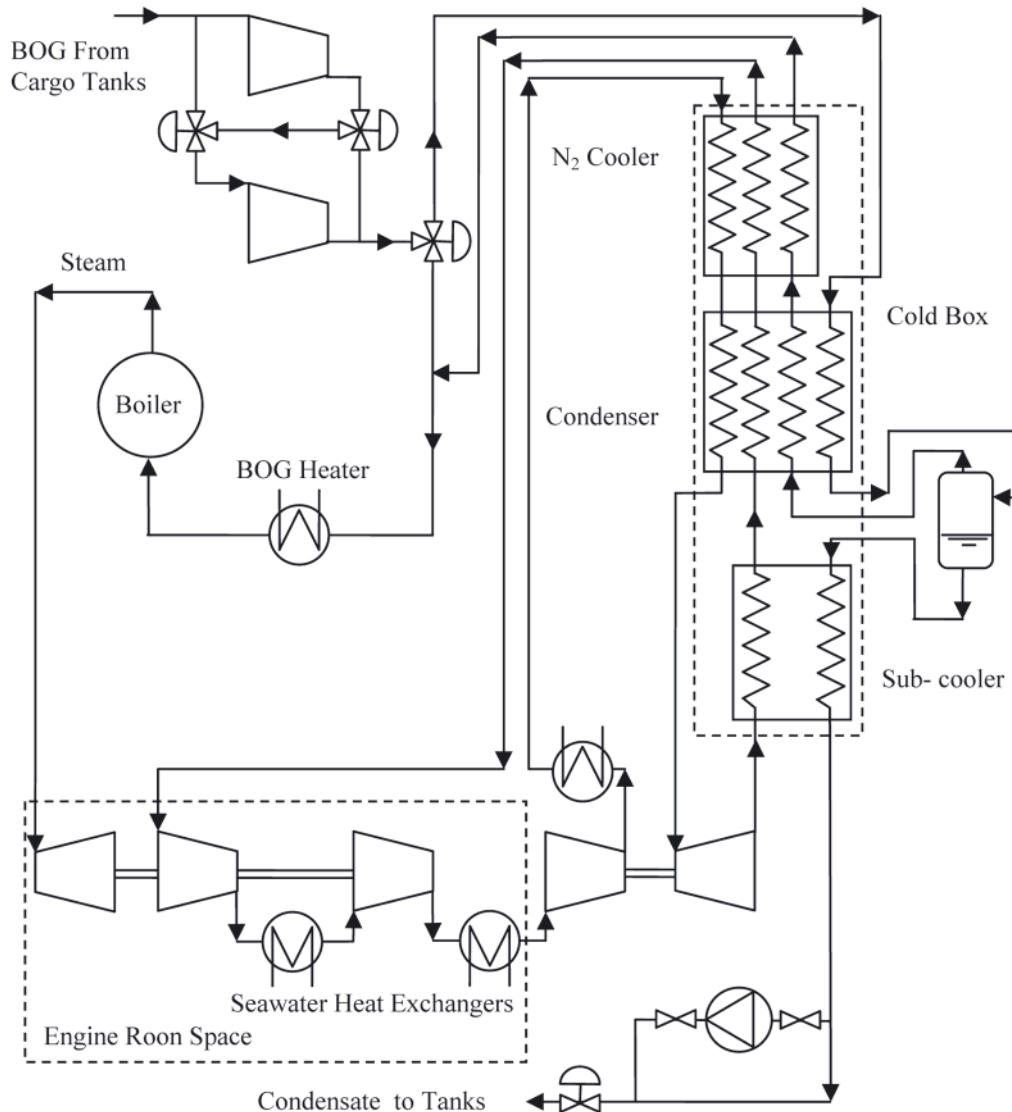 BOG From
Cargo Tanks
N₂ Cooler
Steam
Cold Box
Boiler
Condenser
BOG Heater
Sub- cooler
Seawater Heat Exchangers
Engine Roon Space
Condensate to Tanks